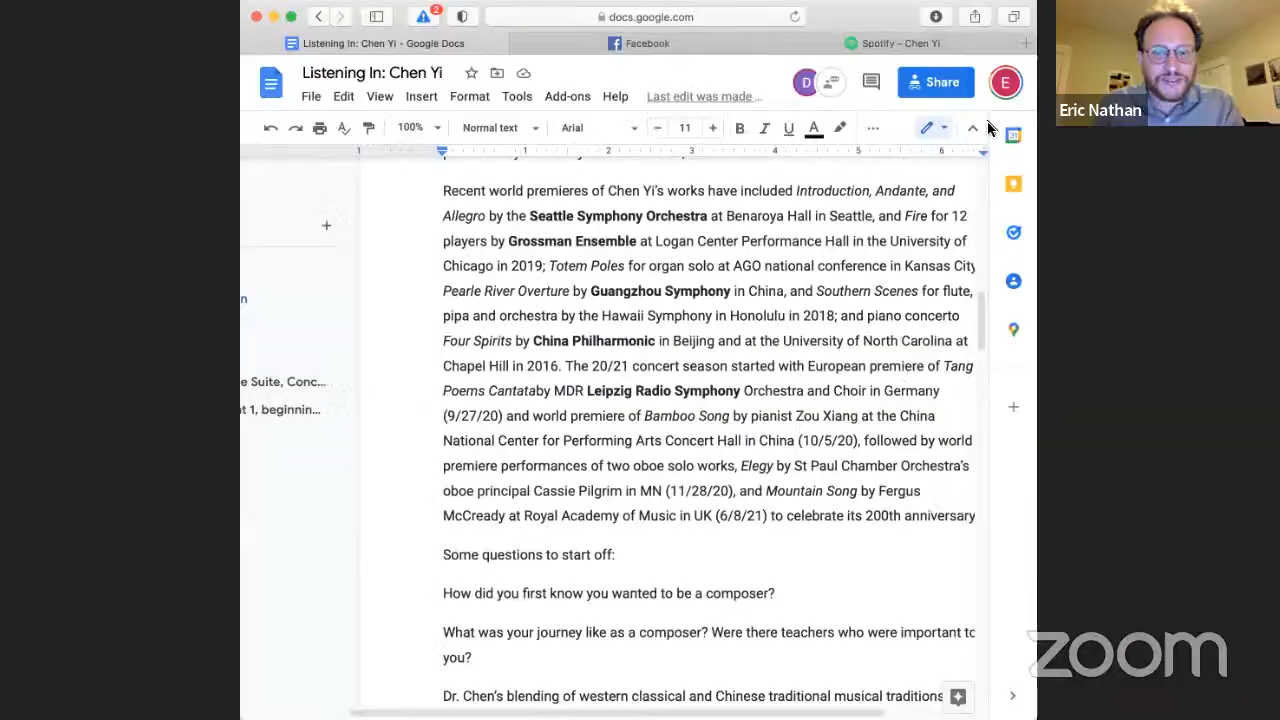 2
docs.google.com
Listening In: Chen Yi - Google Docs
Facebook
Spotify – Chen Yi
Listening In: Chen Yi
D
Share
E
File Edit View Insert Format Tools Add-ons Help Last edit was made ...
100% Normal text Arial 11 B I U A
1 1 2 3 4 5 6
Recent world premieres of Chen Yi's works have included Introduction, Andante, and
Allegro by the Seattle Symphony Orchestra at Benaroya Hall in Seattle, and Fire for 12
players by Grossman Ensemble at Logan Center Performance Hall in the University of
Chicago in 2019; Totem Poles for organ solo at AGO national conference in Kansas City
Pearle River Overture by Guangzhou Symphony in China, and Southern Scenes for flute,
pipa and orchestra by the Hawaii Symphony in Honolulu in 2018; and piano concerto
Four Spirits by China Philharmonic in Beijing and at the University of North Carolina at
Chapel Hill in 2016. The 20/21 concert season started with European premiere of Tang
Poems Cantataby MDR Leipzig Radio Symphony Orchestra and Choir in Germany
(9/27/20) and world premiere of Bamboo Song by pianist Zou Xiang at the China
National Center for Performing Arts Concert Hall in China (10/5/20), followed by world
premiere performances of two oboe solo works, Elegy by St Paul Chamber Orchestra's
oboe principal Cassie Pilgrim in MN (11/28/20), and Mountain Song by Fergus
McCready at Royal Academy of Music in UK (6/8/21) to celebrate its 200th anniversary
Some questions to start off:
How did you first know you wanted to be a composer?
What was your journey like as a composer? Were there teachers who were important to
you?
Dr. Chen's blending of western classical and Chinese traditional musical traditions
n
e Suite, Conc...
t 1, beginnin...
Eric Nathan
zoom